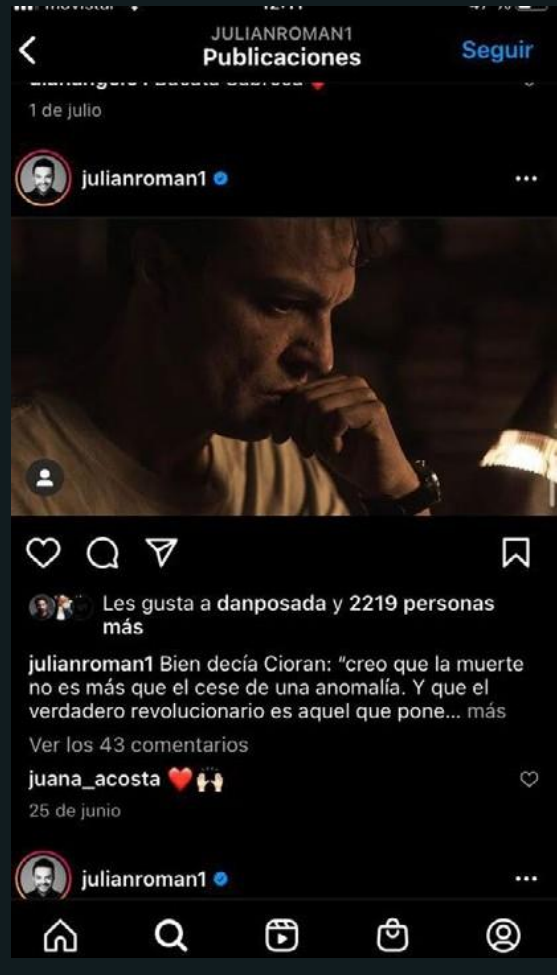 JULIANROMAN1
Publicaciones
Seguir
1 de julio
julianroman1
Les gusta a danposada y 2219 personas
más
julianroman1 Bien decía Cioran: “creo que la muerte
no es más que el cese de una anomalía. Y que el
verdadero revolucionario es aquel que pone... más
Ver los 43 comentarios
juana_acosta ❤️🙌🏻
25 de junio
julianroman1